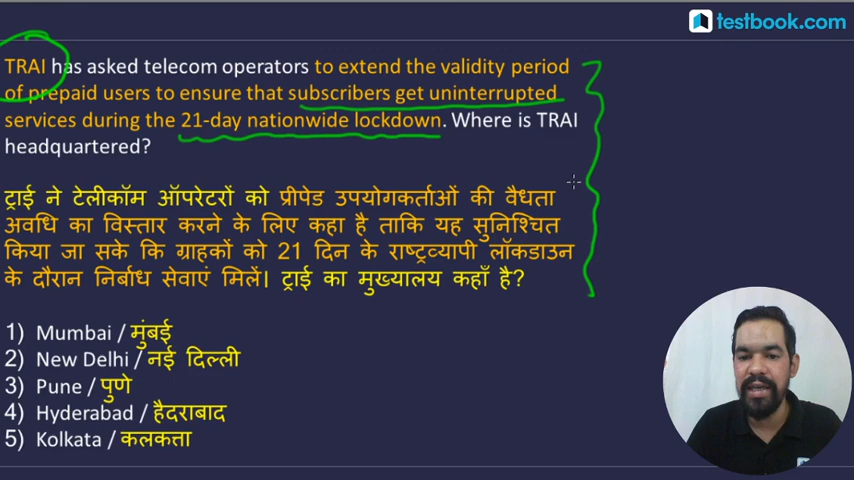 testbook.com
TRAI has asked telecom operators to extend the validity period
of prepaid users to ensure that subscribers get uninterrupted
services during the 21-day nationwide lockdown. Where is TRAI
headquartered?
ट्राई ने टेलीकॉम ऑपरेटरों को प्रीपेड उपयोगकर्ताओं की वैधता
अवधि का विस्तार करने के लिए कहा है ताकि यह सुनिश्चित
किया जा सके कि ग्राहकों को 21 दिन के राष्ट्रव्यापी लॉकडाउन
के दौरान निर्बाध सेवाएं मिलें। ट्राई का मुख्यालय कहाँ है?
1) Mumbai / मुंबई
2) New Delhi / नई दिल्ली
3) Pune / पुणे
4) Hyderabad / हैदराबाद
5) Kolkata / कलकत्ता